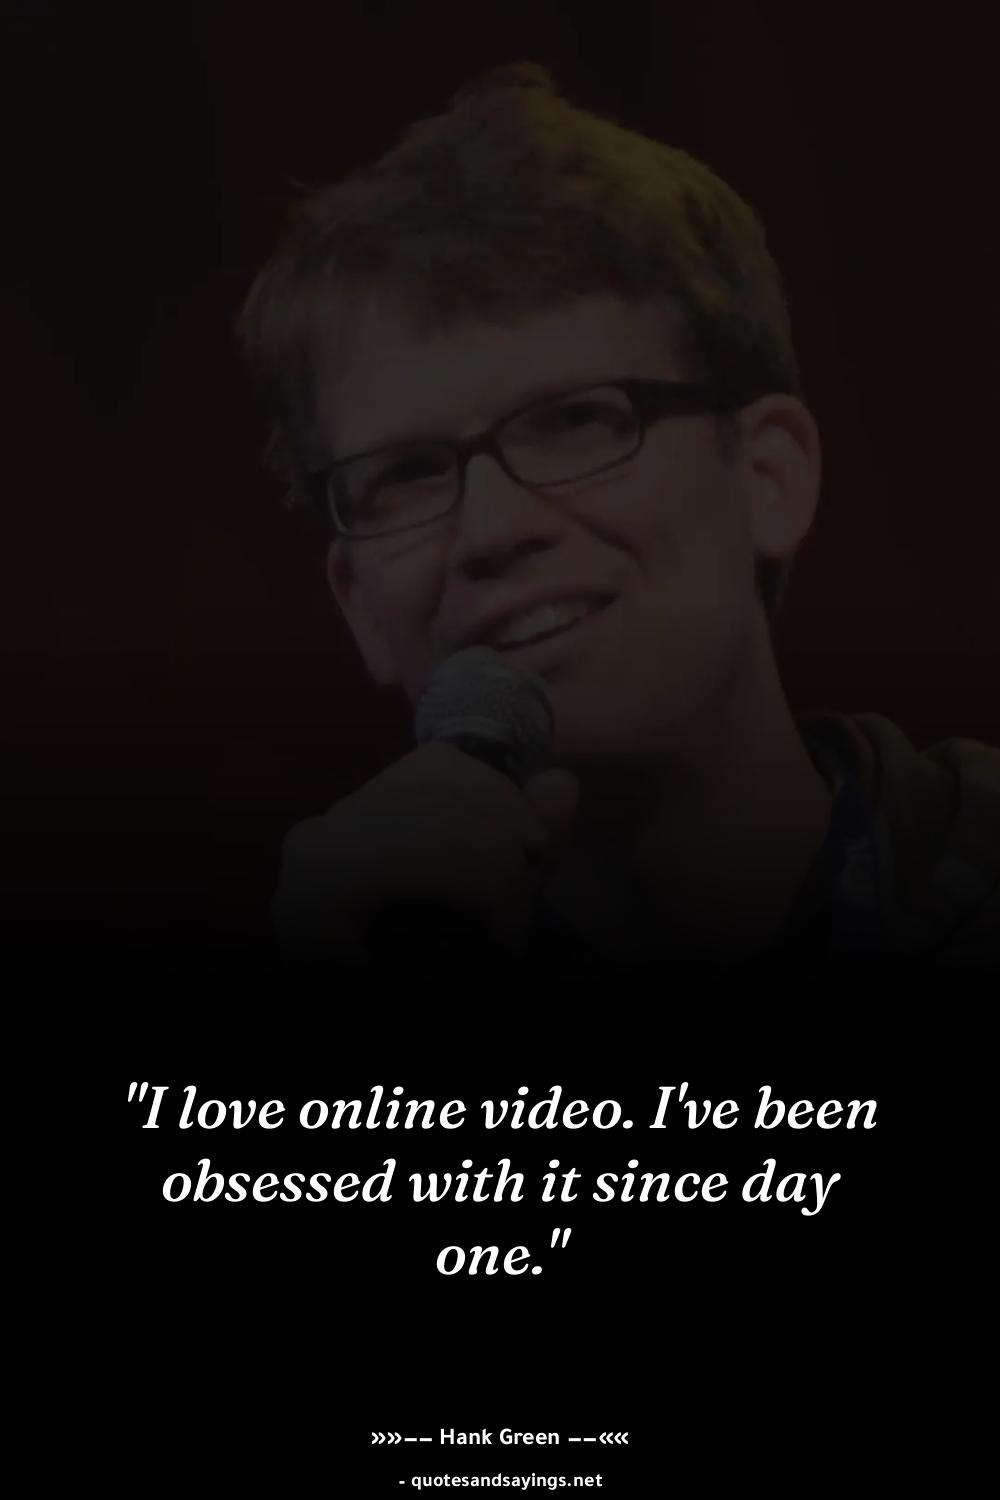 "I love online video. I've been
obsessed with it since day
one."
»»–– Hank Green ––««
- quotesandsayings.net